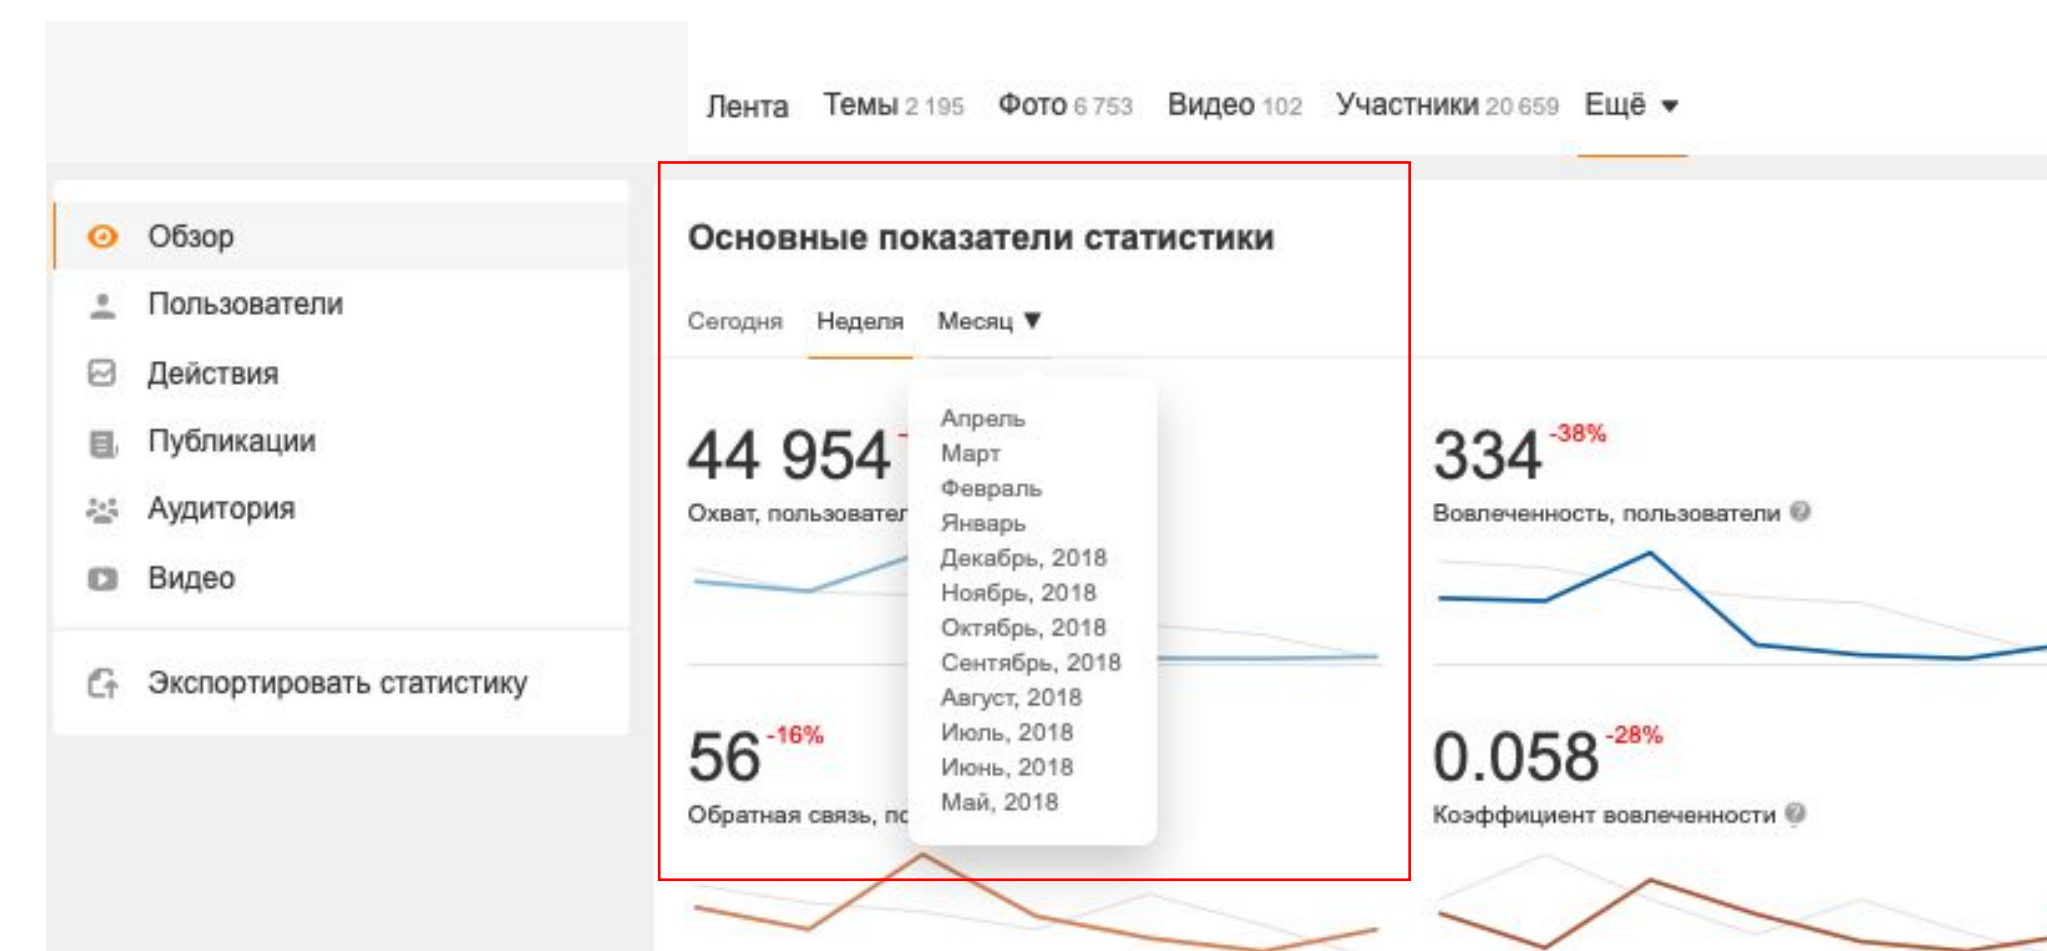 Лента Темы 2 195 Фото 6 753 Видео 102 Участники 20 659 Ещё
Обзор
Пользователи
Действия
Публикации
Аудитория
Видео
Экспортировать статистику
Основные показатели статистики
Сегодня Неделя Месяц ▼
Апрель
Март
Февраль
Январь
Декабрь, 2018
Ноябрь, 2018
Октябрь, 2018
Сентябрь, 2018
Август, 2018
Июль, 2018
Июнь, 2018
Май, 2018
44 954
Охват,
334 -38%
Вовлеченность, пользователи
56 -16%
Обратная связь,
0.058 -28%
Коэффициент вовлеченности